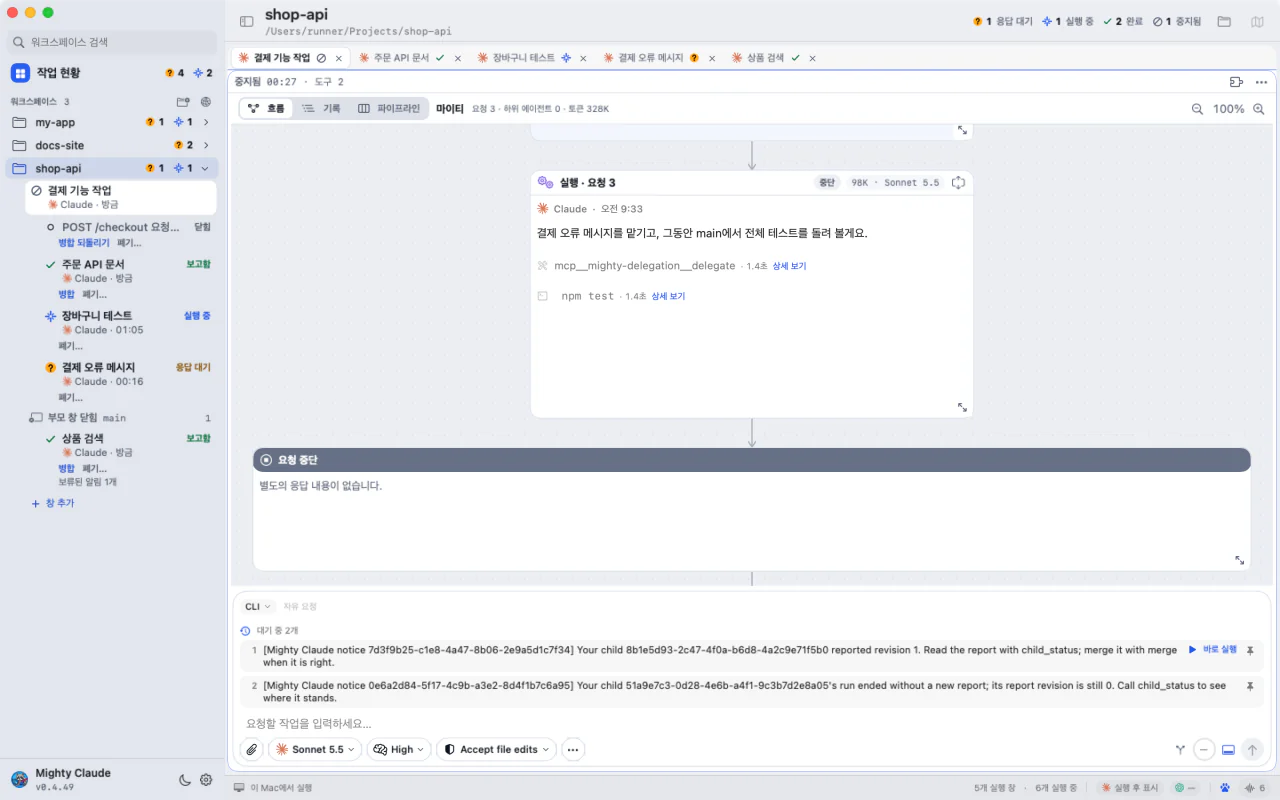 shop-api
/Users/runner/Projects/shop-api
1 응답 대기 1 실행 중 2 완료 1 중지됨
워크스페이스 검색
작업 현황 4 2
워크스페이스 3
my-app 1 1
docs-site 2
shop-api 1 1
결제 기능 작업
Claude · 방금
POST /checkout 요청... 닫힘
병합 되돌리기 폐기...
주문 API 문서 보고함
Claude · 방금
병합 폐기...
장바구니 테스트 실행 중
Claude · 01:05
폐기...
결제 오류 메시지 응답 대기
Claude · 00:16
폐기...
부모 창 닫힘 main 1
상품 검색 보고함
Claude · 방금
병합 폐기...
보류된 알림 1개
+ 창 추가
Mighty Claude
v0.4.49
결제 기능 작업 주문 API 문서 장바구니 테스트 결제 오류 메시지 상품 검색
중지됨 00:27 · 도구 2
흐름 기록 파이프라인 마이티 요청 3 · 하위 에이전트 0 · 토큰 328K
100%
실행 · 요청 3 중단 98K · Sonnet 5.5
Claude · 오전 9:33
결제 오류 메시지를 맡기고, 그동안 main에서 전체 테스트를 돌려 볼게요.
mcp__mighty-delegation__delegate · 1.4초 상세 보기
npm test · 1.4초 상세 보기
요청 중단
별도의 응답 내용이 없습니다.
CLI 자유 요청
대기 중 2개
1 [Mighty Claude notice 7d3f9b25-c1e8-4a47-8b06-2e9a5d1c7f34] Your child 8b1e5d93-2c47-4f0a-b6d8-4a2c9e71f5b0 reported revision 1. Read the report with child_status; merge it with merge
when it is right.
바로 실행
2 [Mighty Claude notice 0e6a2d84-5f17-4c9b-a3e2-8d4f1b7c6a95] Your child 51a9e7c3-0d28-4e6b-a4f1-9c3b7d2e8a05's run ended without a new report; its report revision is still 0. Call child_status to see
where it stands.
요청할 작업을 입력하세요...
Sonnet 5.5 High Accept file edits
이 Mac에서 실행
5개 실행 창 · 6개 실행 중 실행 후 표시 6